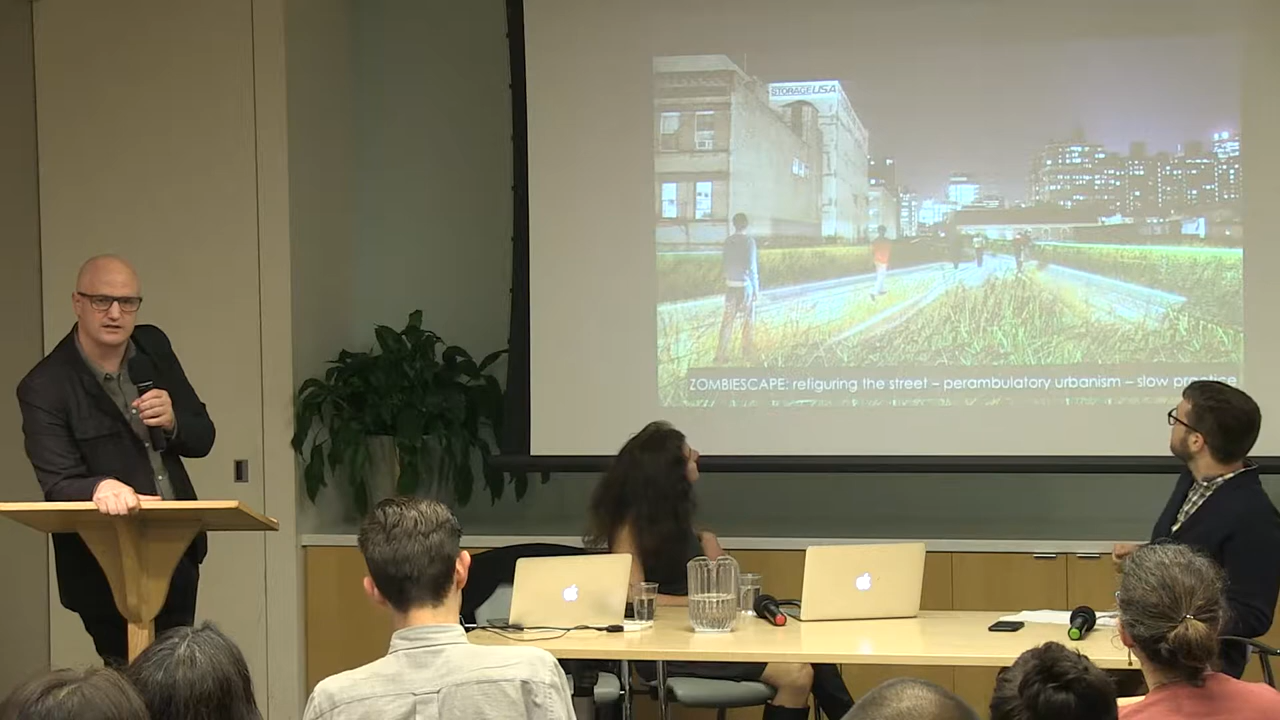 STORAGEUSA
ZOMBIESCAPE: refiguring the street – perambulatory urbanism – slow practice